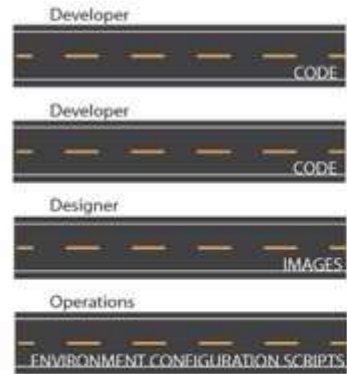 Developer
CODE
Developer
CODE
Designer
IMAGES
Operations
ENVIRONMENT CONFIGURATION SCRIPTS